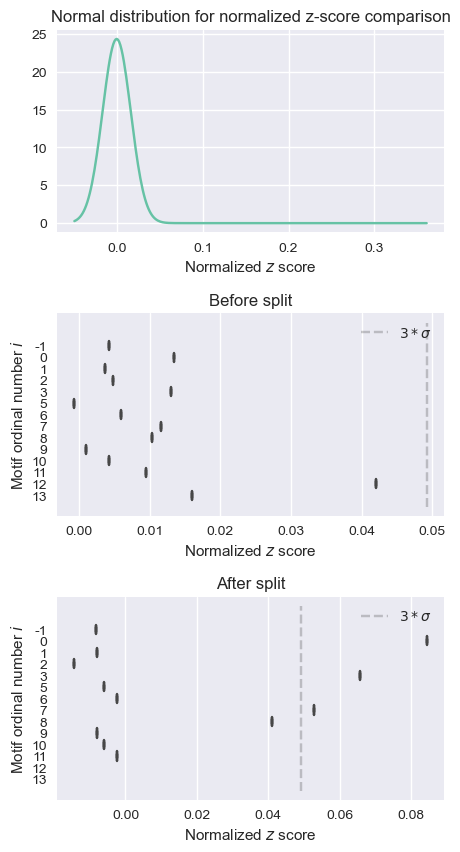 Normal distribution for normalized z-score comparison
25
20
15
10
5
0
0.0 0.1 0.2 0.3
Normalized z score
Before split
3 * σ
Motif ordinal number i
-1
0
1
2
3
5
6
7
8
9
10
11
12
13
0.00 0.01 0.02 0.03 0.04 0.05
Normalized z score
After split
3 * σ
Motif ordinal number i
-1
0
1
2
3
5
6
7
8
9
10
11
12
13
0.00 0.02 0.04 0.06 0.08
Normalized z score